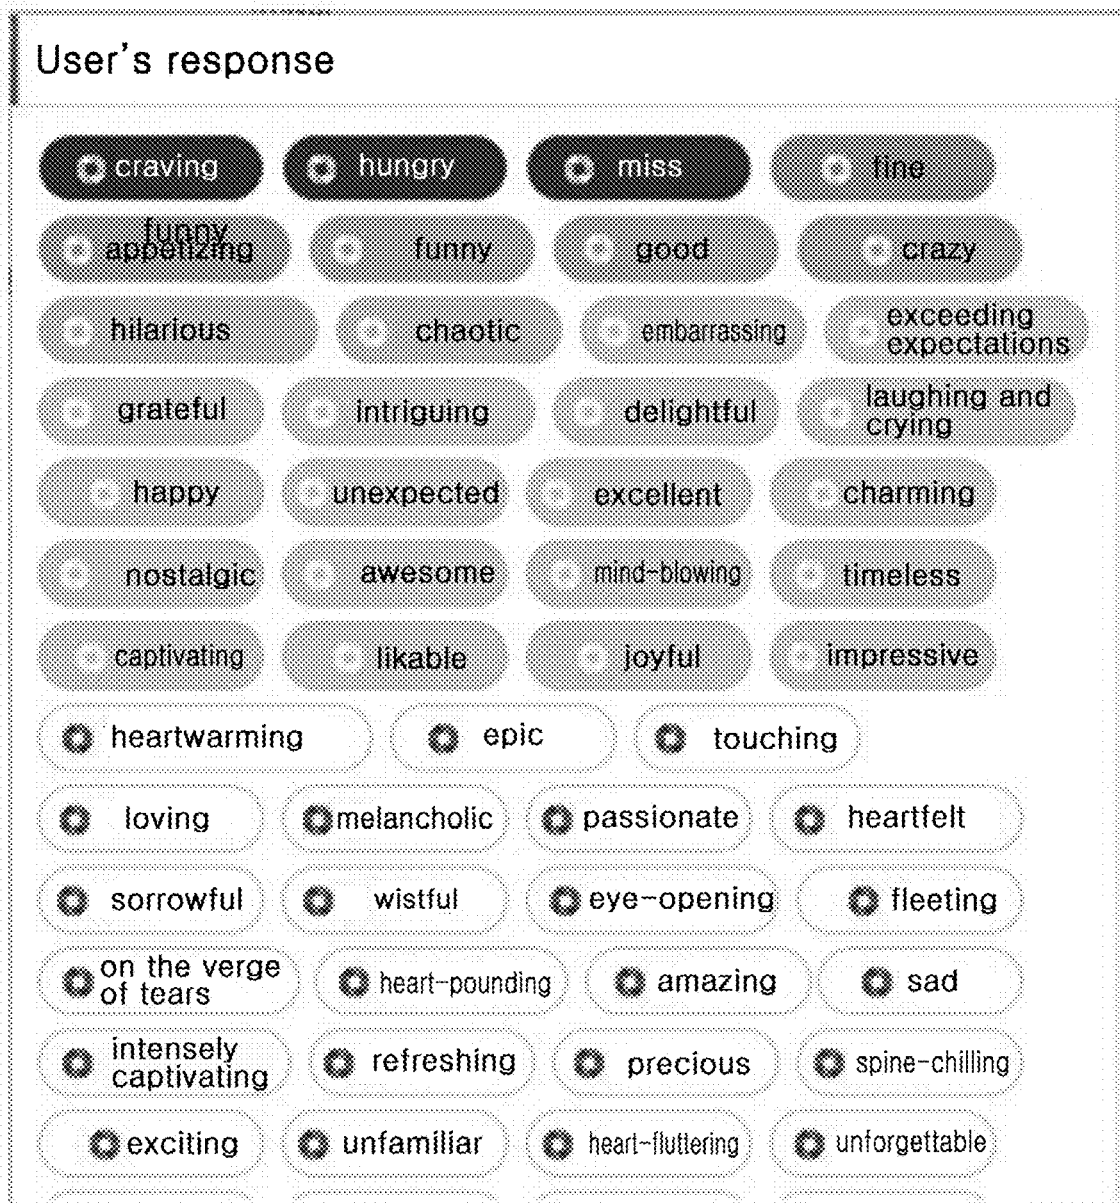 User's response
craving hungry miss fine
funny
appetizing funny good crazy
hilarious chaotic embarrassing exceeding
expectations
grateful intriguing delightful laughing and
crying
happy unexpected excellent charming
nostalgic awesome mind-blowing timeless
captivating likable joyful impressive
heartwarming epic touching
loving melancholic passionate heartfelt
sorrowful wistful eye-opening fleeting
on the verge
of tears heart-pounding amazing sad
intensely
captivating refreshing precious spine-chilling
exciting unfamiliar heart-fluttering unforgettable